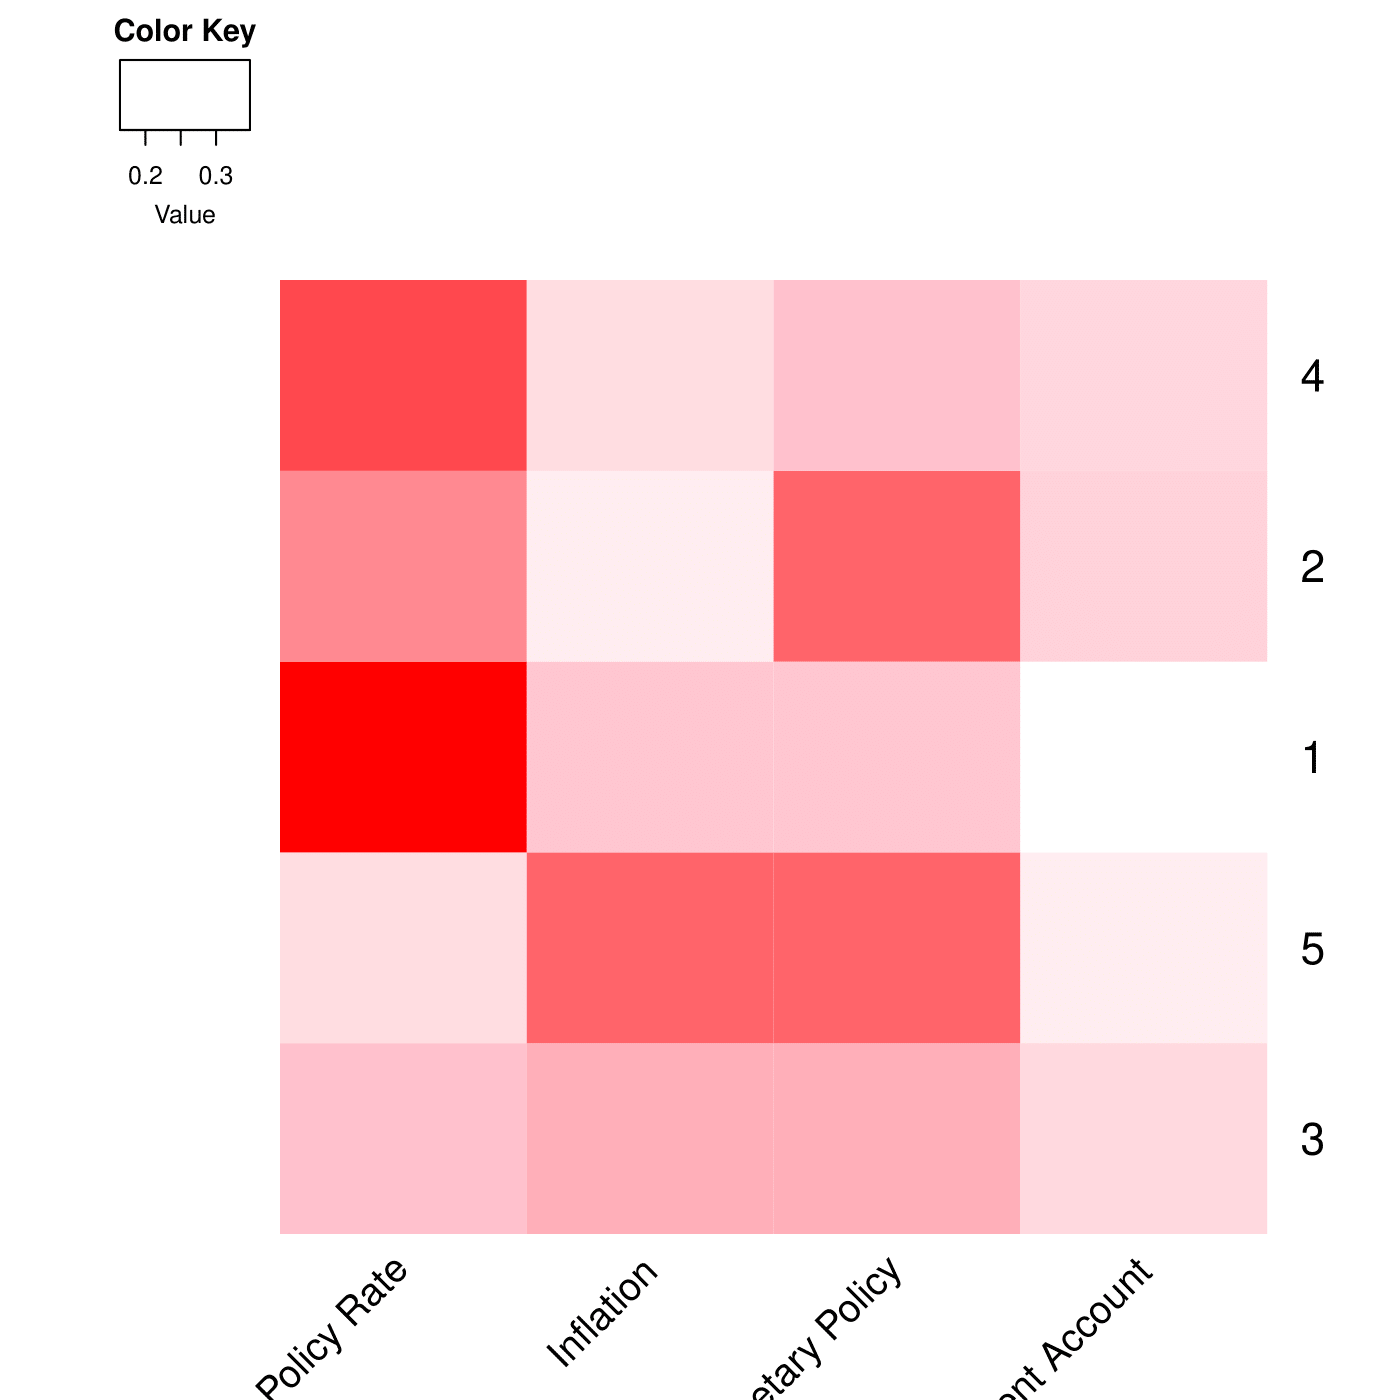 Color Key
0.2 0.3
Value
4
2
1
5
3
Policy Rate
Inflation
etary Policy
ent Account